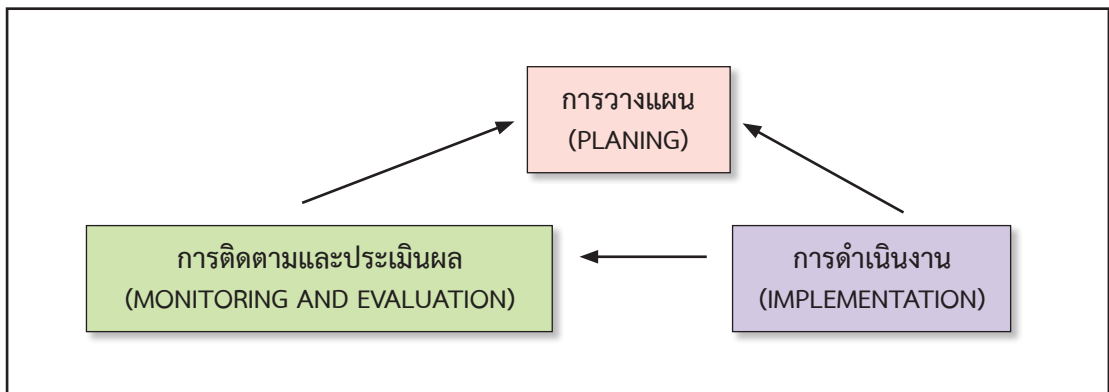 การวางแผน
(PLANING)
การติดตามและประเมินผล
(MONITORING AND EVALUATION)
การดำเนินงาน
(IMPLEMENTATION)